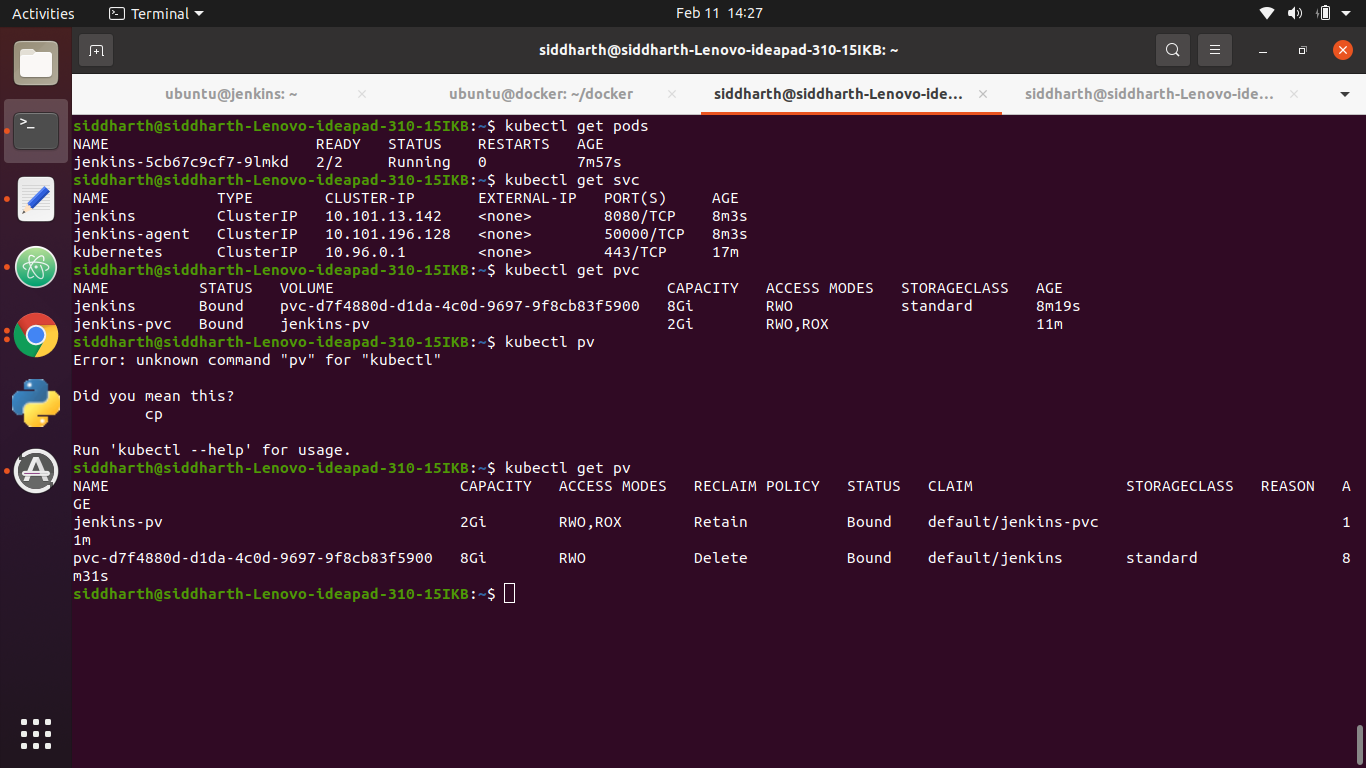 Activities Terminal Feb 11 14:27
siddharth@siddharth-Lenovo-ideapad-310-15IKB: ~
ubuntu@jenkins: ~ ubuntu@docker: ~/docker siddharth@siddharth-Lenovo-ide... siddharth@siddharth-Lenovo-ide...
siddharth@siddharth-Lenovo-ideapad-310-15IKB:~$ kubectl get pods
NAME READY STATUS RESTARTS AGE
jenkins-5cb67c9cf7-9lmkd 2/2 Running 0 7m57s
siddharth@siddharth-Lenovo-ideapad-310-15IKB:~$ kubectl get svc
NAME TYPE CLUSTER-IP EXTERNAL-IP PORT(S) AGE
jenkins ClusterIP 10.101.13.142 <none> 8080/TCP 8m3s
jenkins-agent ClusterIP 10.101.196.128 <none> 50000/TCP 8m3s
kubernetes ClusterIP 10.96.0.1 <none> 443/TCP 17m
siddharth@siddharth-Lenovo-ideapad-310-15IKB:~$ kubectl get pvc
NAME STATUS VOLUME CAPACITY ACCESS MODES STORAGECLASS AGE
jenkins Bound pvc-d7f4880d-d1da-4c0d-9697-9f8cb83f5900 8Gi RWO standard 8m19s
jenkins-pvc Bound jenkins-pv 2Gi RWO,ROX 11m
siddharth@siddharth-Lenovo-ideapad-310-15IKB:~$ kubectl pv
Error: unknown command "pv" for "kubectl"
Did you mean this?
cp
Run 'kubectl --help' for usage.
siddharth@siddharth-Lenovo-ideapad-310-15IKB:~$ kubectl get pv
NAME CAPACITY ACCESS MODES RECLAIM POLICY STATUS CLAIM STORAGECLASS REASON A
GE
jenkins-pv 2Gi RWO,ROX Retain Bound default/jenkins-pvc 1
1m
pvc-d7f4880d-d1da-4c0d-9697-9f8cb83f5900 8Gi RWO Delete Bound default/jenkins standard 8
m31s
siddharth@siddharth-Lenovo-ideapad-310-15IKB:~$